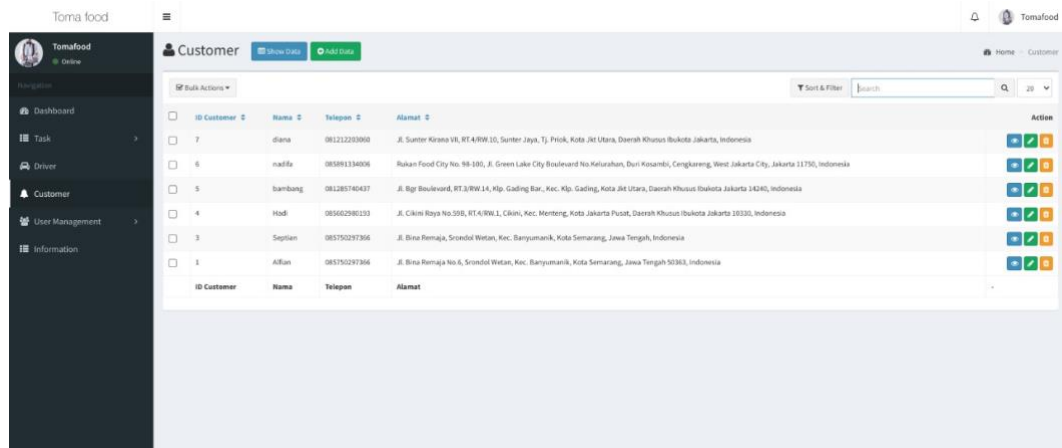 Toma food
Tomafood
Tomafood
Online
Customer
Show Data
Add Data
Home
Customer
Navigation
Dashboard
Task
Driver
Customer
User Management
Information
Bulk Actions
Sort & Filter
Search
20
ID Customer Nama Telepon Alamat Action
7 diana 081212203060 Jl. Sunter Kirana VII, RT.4/RW.10, Sunter Jaya, Tj. Priok, Kota Jkt Utara, Daerah Khusus Ibukota Jakarta, Indonesia
6 nadifa 085891334806 Rukan Food City No. 98-100, Jl. Green Lake City Boulevard No.Kelurahan, Duri Kosambi, Cengkareng, West Jakarta City, Jakarta 11750, Indonesia
5 bambang 081285740437 Jl. Bgr Boulevard, RT.3/RW.14, Klp. Gading Bar., Kec. Klp. Gading, Kota Jkt Utara, Daerah Khusus Ibukota Jakarta 14240, Indonesia
4 Hadi 085602980193 Jl. Cikini Raya No.59B, RT.4/RW.1, Cikini, Kec. Menteng, Kota Jakarta Pusat, Daerah Khusus Ibukota Jakarta 10330, Indonesia
3 Septian 085750297366 Jl. Bina Remaja, Srondol Wetan, Kec. Banyumanik, Kota Semarang, Jawa Tengah, Indonesia
1 Alfian 085750297366 Jl. Bina Remaja No.6, Srondol Wetan, Kec. Banyumanik, Kota Semarang, Jawa Tengah 50363, Indonesia
ID Customer Nama Telepon Alamat -